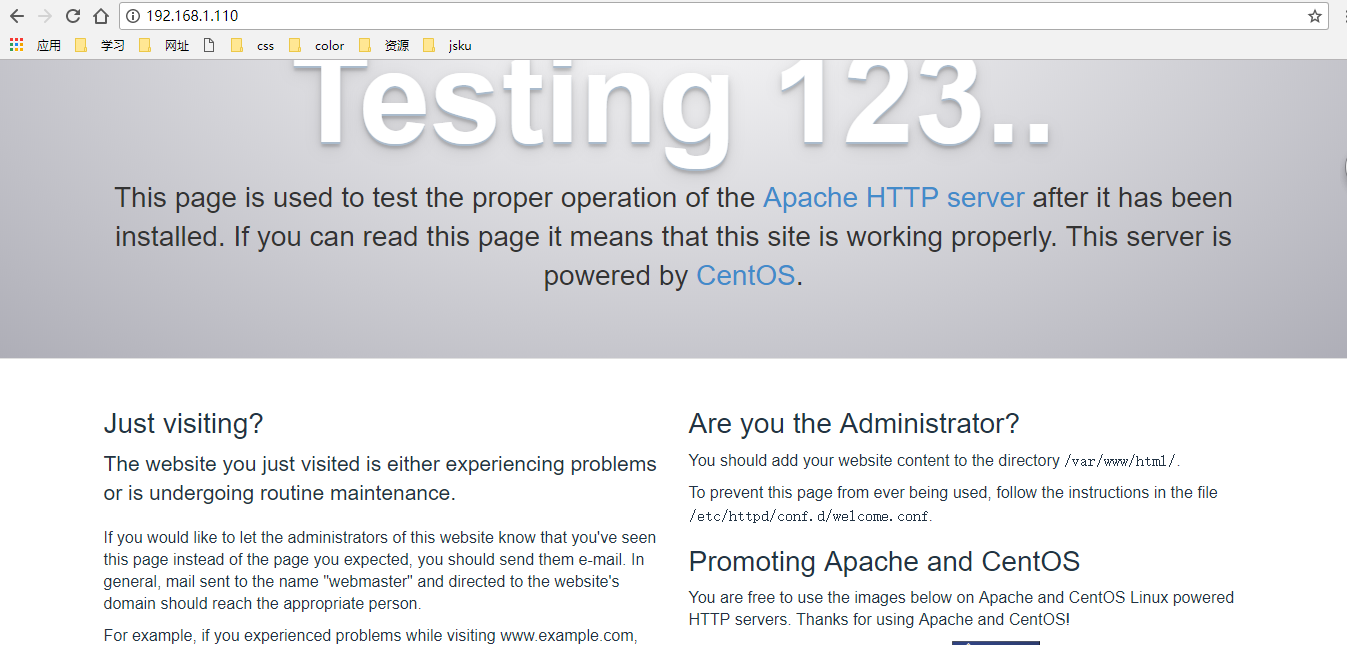 192.168.1.110
应用 学习 网址 css color 资源 jsku
Testing 123..
This page is used to test the proper operation of the Apache HTTP server after it has been
installed. If you can read this page it means that this site is working properly. This server is
powered by CentOS.
Just visiting?
The website you just visited is either experiencing problems
or is undergoing routine maintenance.
If you would like to let the administrators of this website know that you've seen
this page instead of the page you expected, you should send them e-mail. In
general, mail sent to the name "webmaster" and directed to the website's
domain should reach the appropriate person.
For example, if you experienced problems while visiting www.example.com,
Are you the Administrator?
You should add your website content to the directory /var/www/html/.
To prevent this page from ever being used, follow the instructions in the file
/etc/httpd/conf.d/welcome.conf.
Promoting Apache and CentOS
You are free to use the images below on Apache and CentOS Linux powered
HTTP servers. Thanks for using Apache and CentOS!